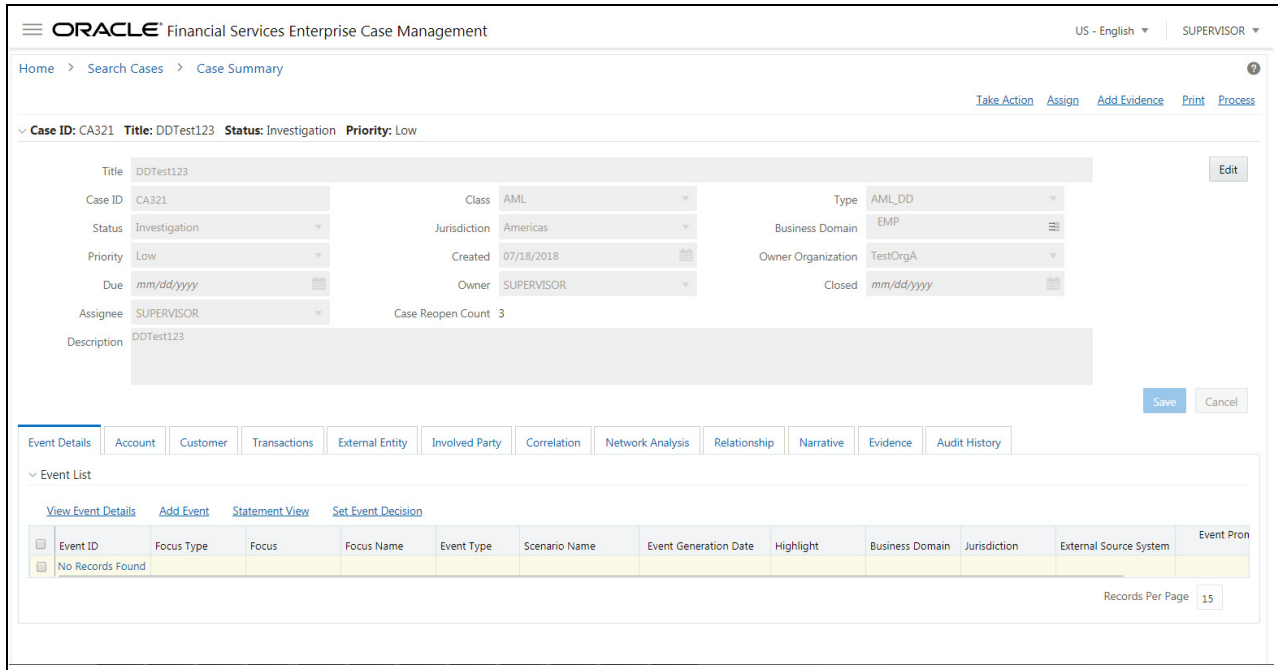 ORACLE® Financial Services Enterprise Case Management US - English SUPERVISOR
Home > Search Cases > Case Summary
Take Action Assign Add Evidence Print Process
Case ID: CA321 Title: DDTest123 Status: Investigation Priority: Low
Title DDTest123 Edit
Case ID CA321 Class AML Type AML_DD
Status Investigation Jurisdiction Americas Business Domain EMP
Priority Low Created 07/18/2018 Owner Organization TestOrgA
Due mm/dd/yyyy Owner SUPERVISOR Closed mm/dd/yyyy
Assignee SUPERVISOR Case Reopen Count 3
Description DDTest123
Save Cancel
Event Details Account Customer Transactions External Entity Involved Party Correlation Network Analysis Relationship Narrative Evidence Audit History
Event List
View Event Details Add Event Statement View Set Event Decision
Event ID Focus Type Focus Focus Name Event Type Scenario Name Event Generation Date Highlight Business Domain Jurisdiction External Source System Event Prom
No Records Found
Records Per Page 15